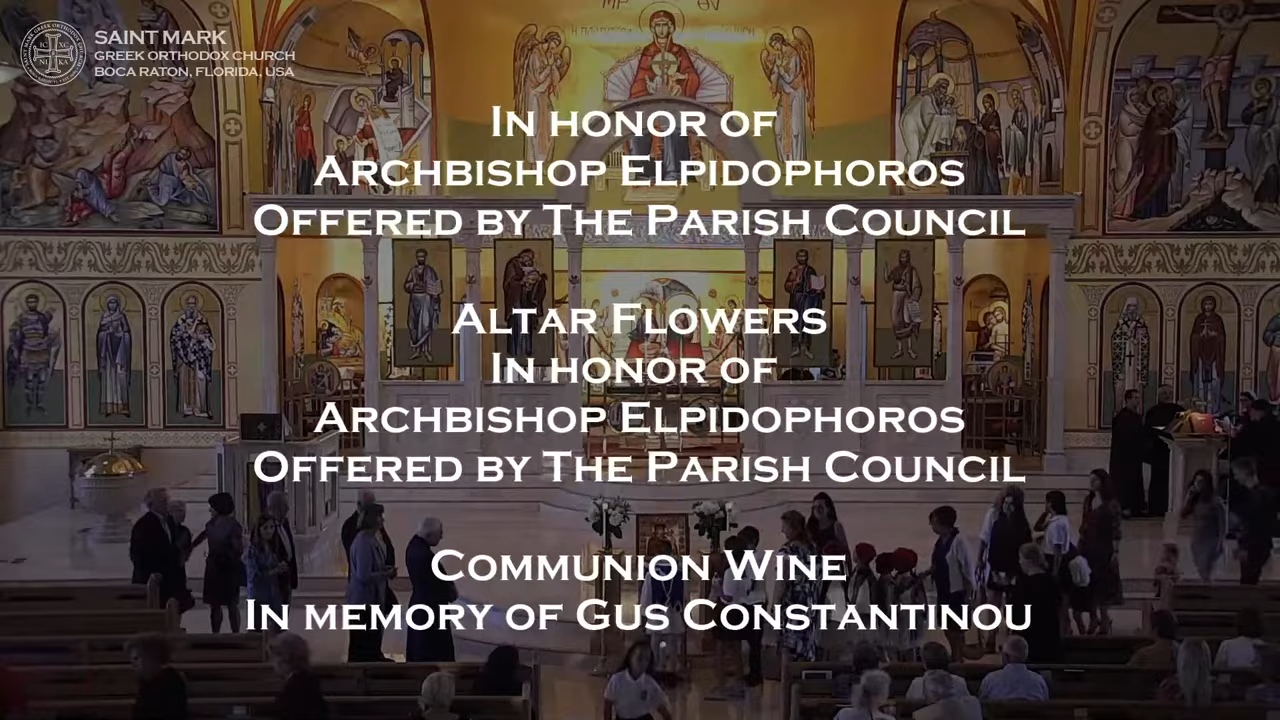 SAINT MARK
GREEK ORTHODOX CHURCH
BOCA RATON, FLORIDA, USA
ΜΡ ΘΥ
IN HONOR OF
ARCHBISHOP ELPIDOPHOROS
OFFERED BY THE PARISH COUNCIL
ALTAR FLOWERS
IN HONOR OF
ARCHBISHOP ELPIDOPHOROS
OFFERED BY THE PARISH COUNCIL
COMMUNION WINE
IN MEMORY OF GUS CONSTANTINOU